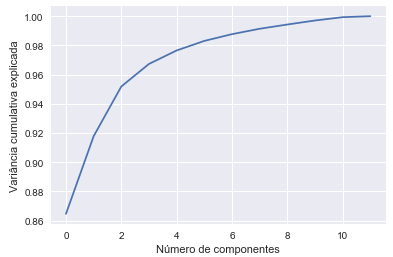 1.00
0.98
0.96
0.94
0.92
0.90
0.88
0.86
Variância cumulativa explicada
0 2 4 6 8 10
Número de componentes